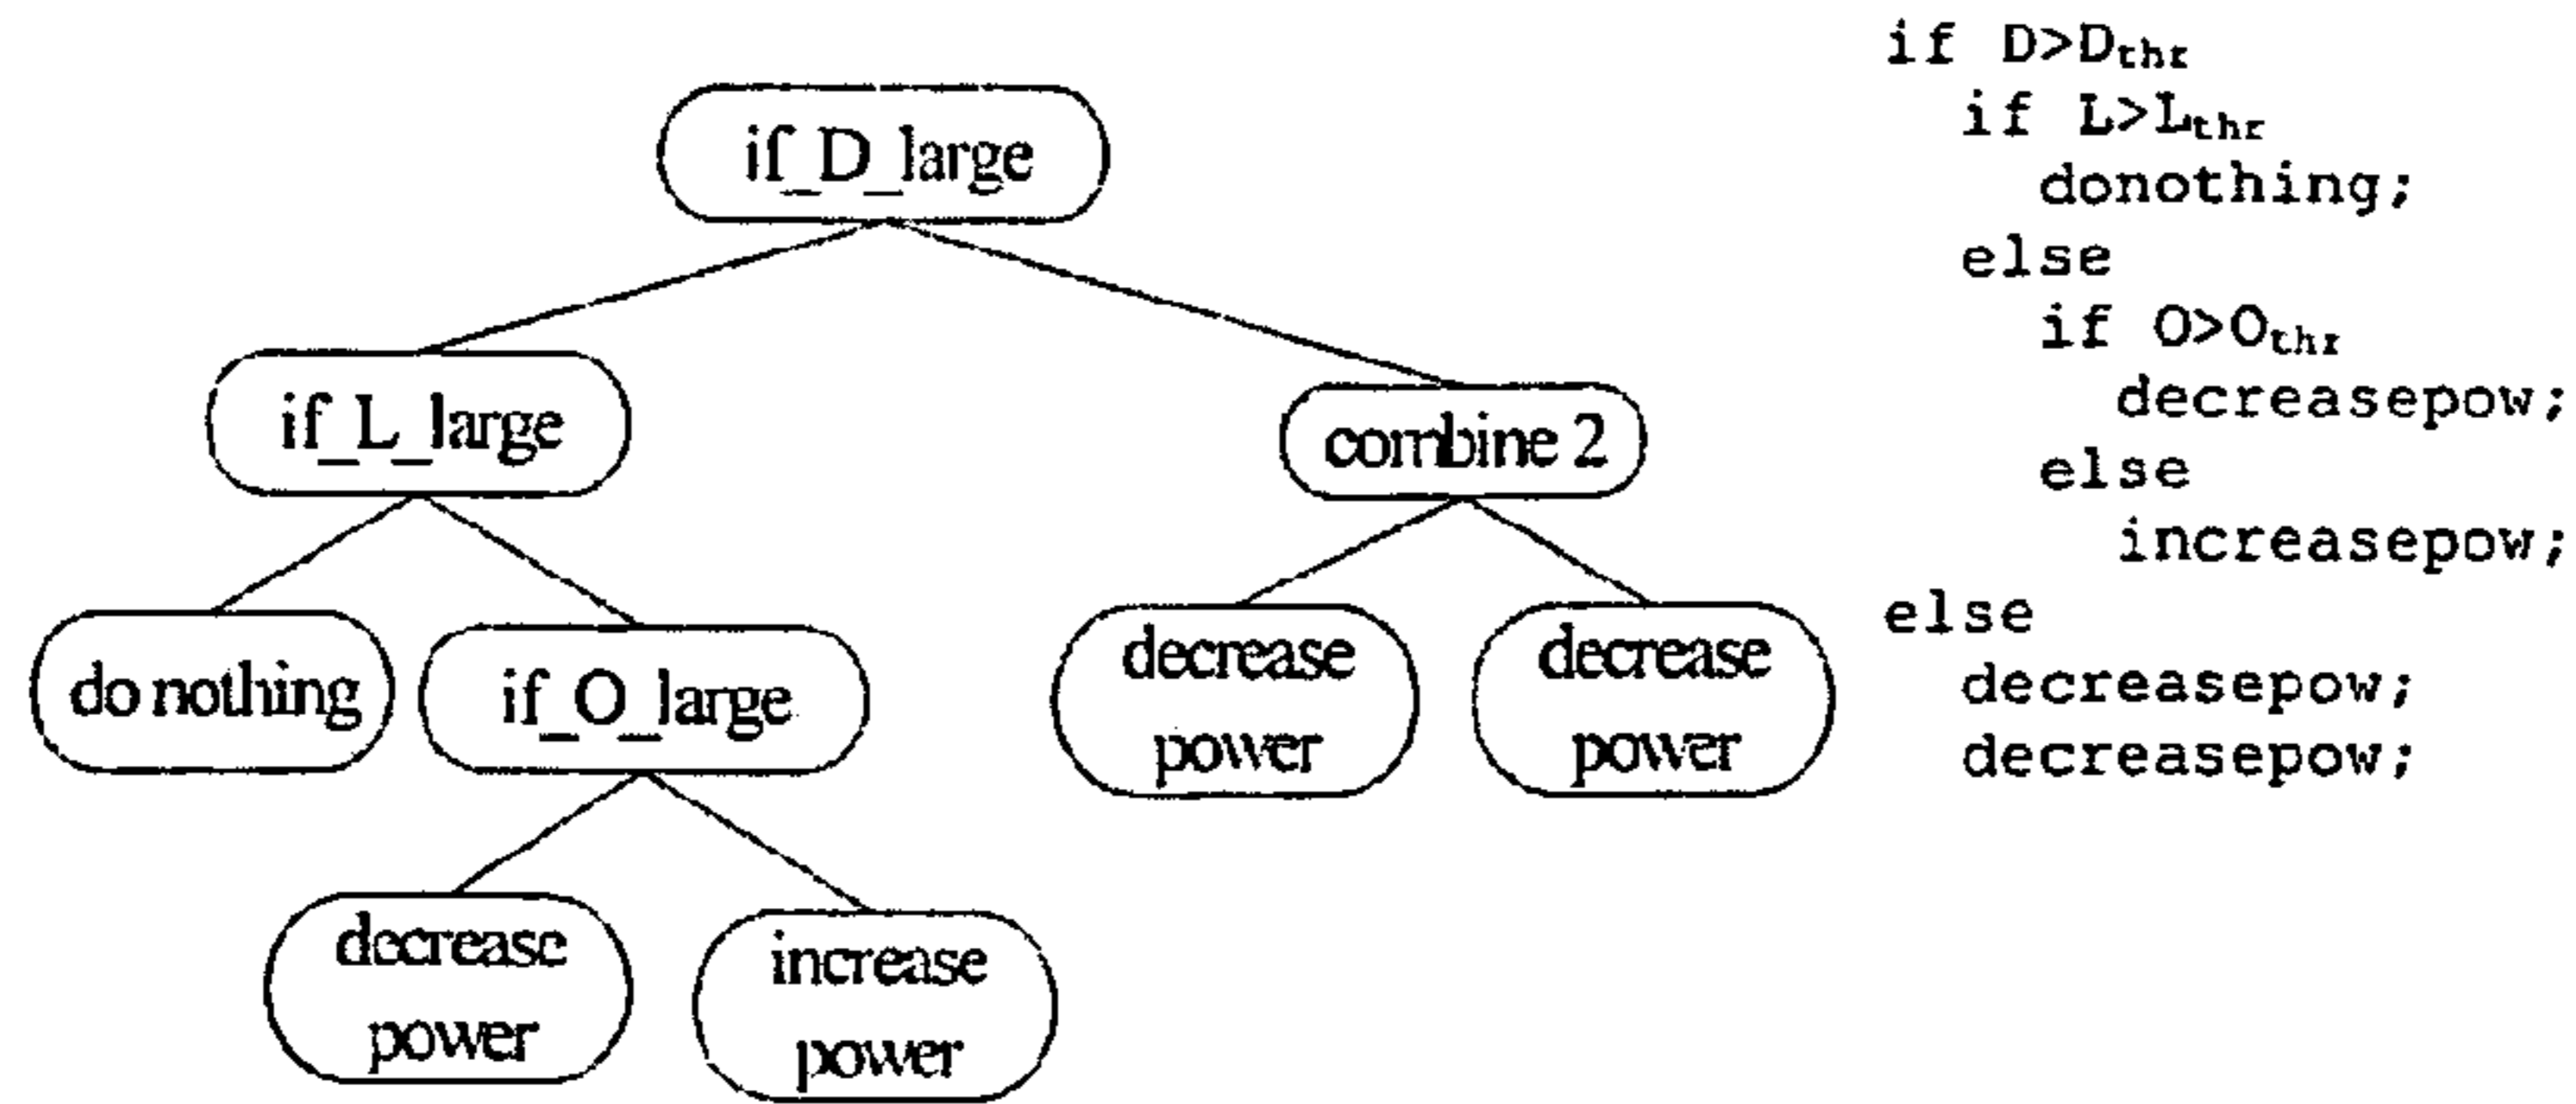 if_D_large
if_L_large
combine 2
do nothing
if_O_large
decrease
power
decrease
power
decrease
power
increase
power
if D>Dthr
if L>Lthr
donothing;
else
if O>Othr
decreasepow;
else
increasepow;
else
decreasepow;
decreasepow;